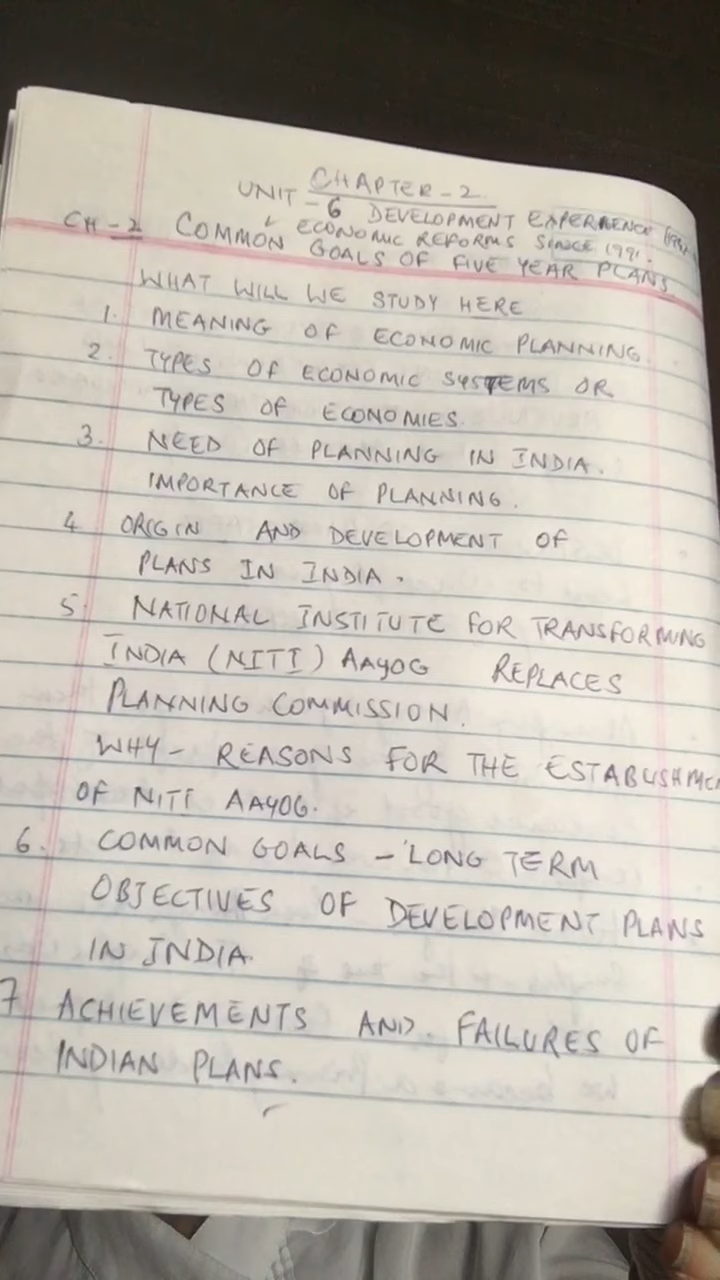 CHAPTER - 2.
UNIT - 6 DEVELOPMENT EXPERIENCE
& ECONOMIC REFORMS SINCE 1991.
CH - 2 COMMON GOALS OF FIVE YEAR PLANS
WHAT WILL WE STUDY HERE
1. MEANING OF ECONOMIC PLANNING.
2. TYPES OF ECONOMIC SYSTEMS OR
TYPES OF ECONOMIES.
3. NEED OF PLANNING IN INDIA.
IMPORTANCE OF PLANNING.
4. ORIGIN AND DEVELOPMENT OF
PLANS IN INDIA.
5. NATIONAL INSTITUTE FOR TRANSFORMING
INDIA (NITI) AAYOG REPLACES
PLANNING COMMISSION.
WHY - REASONS FOR THE ESTABLISHME
OF NITI AAYOG.
6. COMMON GOALS - LONG TERM
OBJECTIVES OF DEVELOPMENT PLANS
IN INDIA.
7 ACHIEVEMENTS AND. FAILURES OF
INDIAN PLANS.